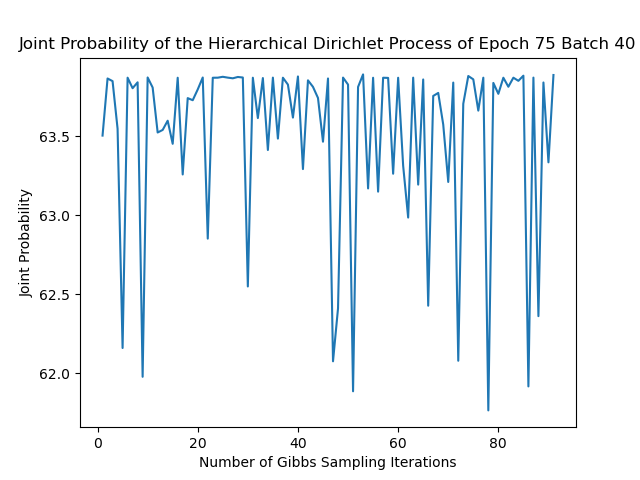 Joint Probability of the Hierarchical Dirichlet Process of Epoch 75 Batch 40
63.5
63.0
62.5
62.0
Joint Probability
0 20 40 60 80
Number of Gibbs Sampling Iterations